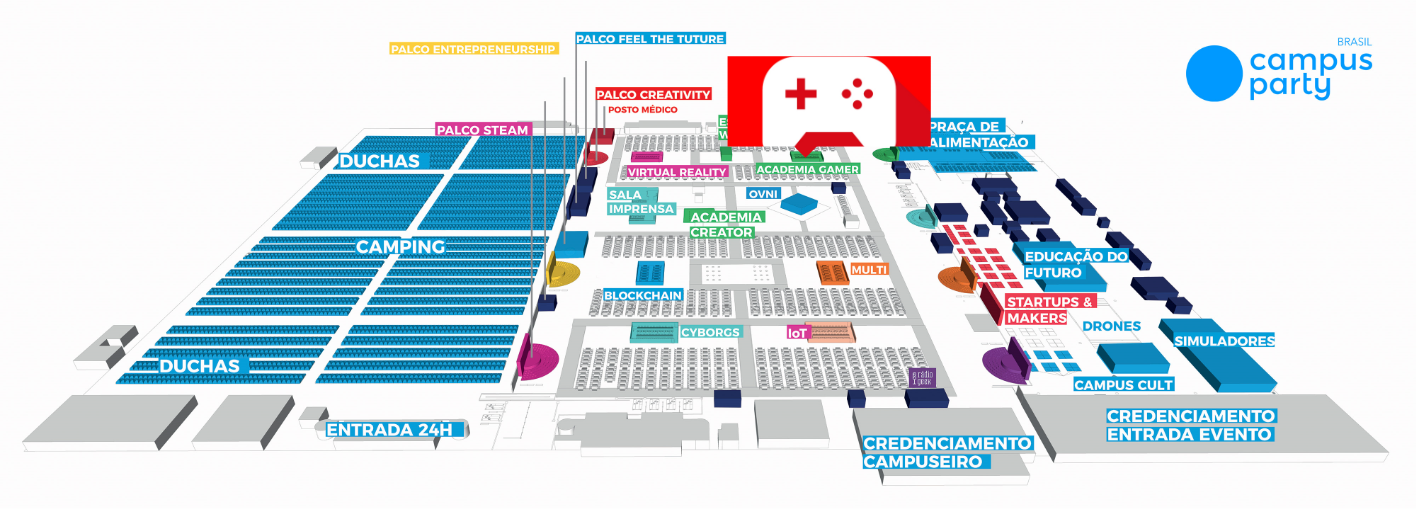 PALCO FEEL THE TUTURE
PALCO ENTREPRENEURSHIP
BRASIL
campus
party
PALCO CREATIVITY
POSTO MÉDICO
PALCO STEAM
PRAÇA DE
ALIMENTAÇÃO
DUCHAS
VIRTUAL REALITY
ACADEMIA GAMER
SALA
IMPRENSA
OVNI
ACADEMIA
CREATOR
CAMPING
EDUCAÇÃO DO
FUTURO
MULTI
BLOCKCHAIN
STARTUPS &
MAKERS
CYBORGS
IoT
DRONES
SIMULADORES
DUCHAS
rádio
geek
CAMPUS CULT
CREDENCIAMENTO
ENTRADA EVENTO
ENTRADA 24H
CREDENCIAMENTO
CAMPUSEIRO